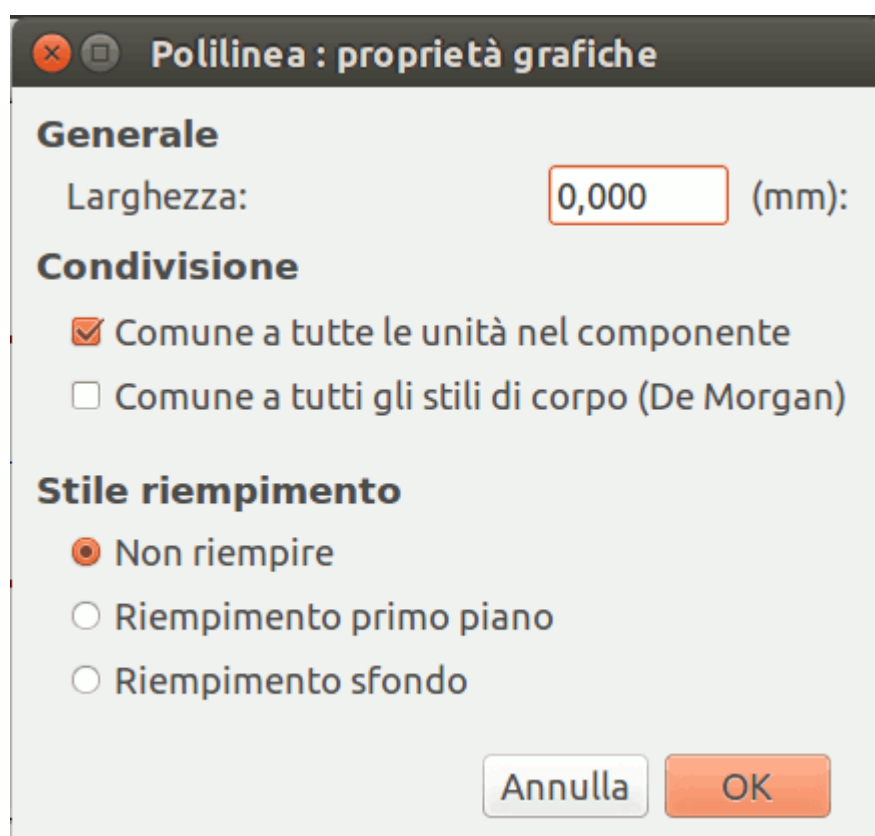 Polilinea : proprietà grafiche
Generale
Larghezza: 0,000 (mm):
Condivisione
Comune a tutte le unità nel componente
Comune a tutti gli stili di corpo (De Morgan)
Stile riempimento
Non riempire
Riempimento primo piano
Riempimento sfondo
Annulla OK